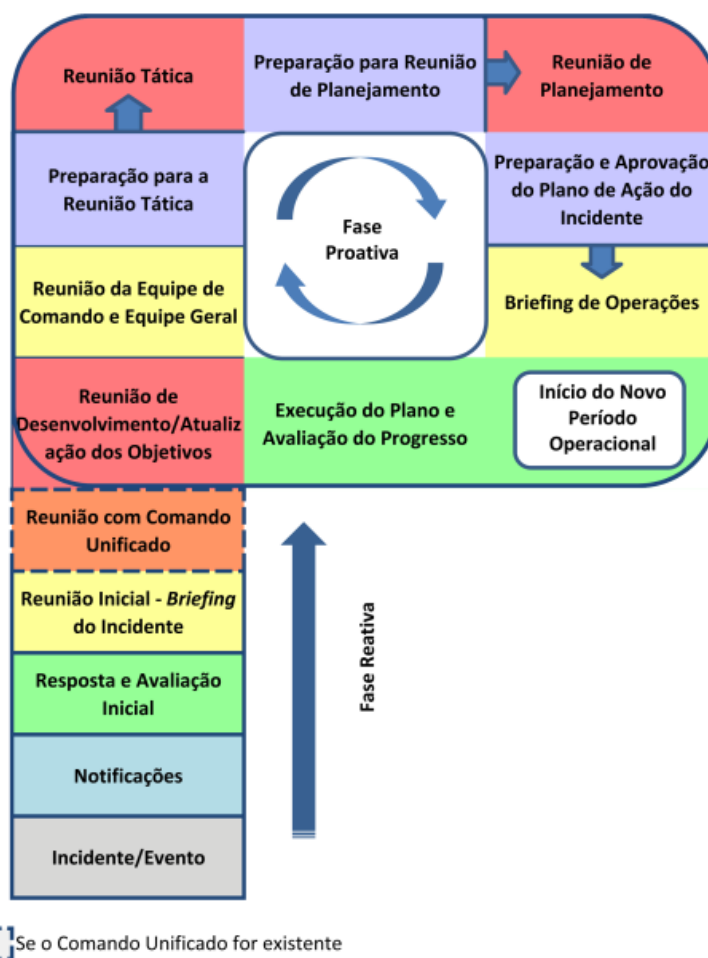 Reunião Tática
Preparação para Reunião
de Planejamento
Reunião de
Planejamento
Preparação para a
Reunião Tática
Fase
Proativa
Preparação e Aprovação
do Plano de Ação do
Incidente
Reunião da Equipe de
Comando e Equipe Geral
Briefing de Operações
Reunião de
Desenvolvimento/Atualiz
ação dos Objetivos
Execução do Plano e
Avaliação do Progresso
Início do Novo
Período
Operacional
Reunião com Comando
Unificado
Reunião Inicial - Briefing
do Incidente
Resposta e Avaliação
Inicial
Notificações
Incidente/Evento
Fase Reativa
Se o Comando Unificado for existente